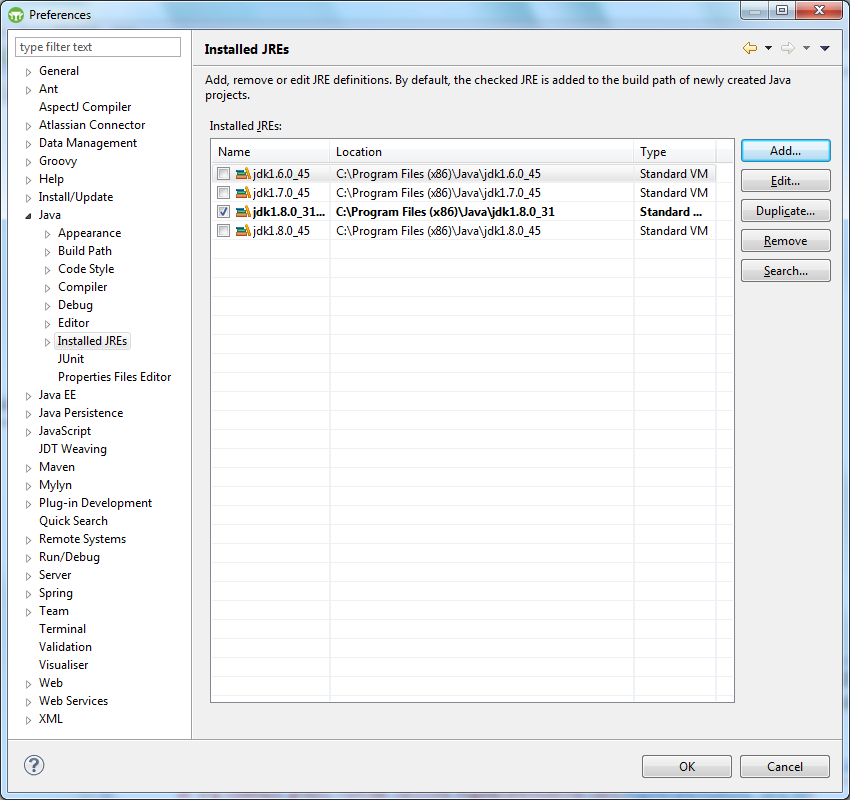 Preferences
type filter text
General
Ant
AspectJ Compiler
Atlassian Connector
Data Management
Groovy
Help
Install/Update
Java
Appearance
Build Path
Code Style
Compiler
Debug
Editor
Installed JREs
JUnit
Properties Files Editor
Java EE
Java Persistence
JavaScript
JDT Weaving
Maven
Mylyn
Plug-in Development
Quick Search
Remote Systems
Run/Debug
Server
Spring
Team
Terminal
Validation
Visualiser
Web
Web Services
XML
Installed JREs
Add, remove or edit JRE definitions. By default, the checked JRE is added to the build path of newly created Java
projects.
Installed JREs:
Name Location Type
jdk1.6.0_45 C:\Program Files (x86)\Java\jdk1.6.0_45 Standard VM
jdk1.7.0_45 C:\Program Files (x86)\Java\jdk1.7.0_45 Standard VM
jdk1.8.0_31... C:\Program Files (x86)\Java\jdk1.8.0_31 Standard ...
jdk1.8.0_45 C:\Program Files (x86)\Java\jdk1.8.0_45 Standard VM
Add...
Edit...
Duplicate...
Remove
Search...
?
OK Cancel